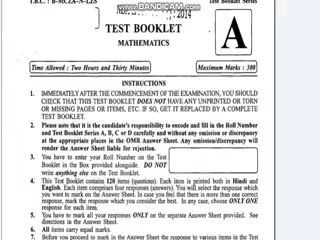 T.B.C. : B-MCZA-N-LZS
Test Booklet Series
BANDICAM.COM
2014
TEST BOOKLET
MATHEMATICS
A
Time Allowed : Two Hours and Thirty Minutes
Maximum Marks : 300
INSTRUCTIONS
1. IMMEDIATELY AFTER THE COMMENCEMENT OF THE EXAMINATION, YOU SHOULD
CHECK THAT THIS TEST BOOKLET DOES NOT HAVE ANY UNPRINTED OR TORN
OR MISSING PAGES OR ITEMS, ETC. IF SO, GET IT REPLACED BY A COMPLETE
TEST BOOKLET.
2. Please note that it is the candidate's responsibility to encode and fill in the Roll Number
and Test Booklet Series A, B, C or D carefully and without any omission or discrepancy
at the appropriate places in the OMR Answer Sheet. Any omission/discrepancy will
render the Answer Sheet liable for rejection.
3. You have to enter your Roll Number on the Test
Booklet in the Box provided alongside. DO NOT
write anything else on the Test Booklet.
4. This Test Booklet contains 120 items (questions). Each item is printed both in Hindi and
English. Each item comprises four responses (answers). You will select the response which
you want to mark on the Answer Sheet. In case you feel that there is more than one correct
response, mark the response which you consider the best. In any case, choose ONLY ONE
response for each item.
5. You have to mark all your responses ONLY on the separate Answer Sheet provided. See
directions in the Answer Sheet.
6. All items carry equal marks.
7. Before you proceed to mark in the Answer Sheet the response to various items in the Test